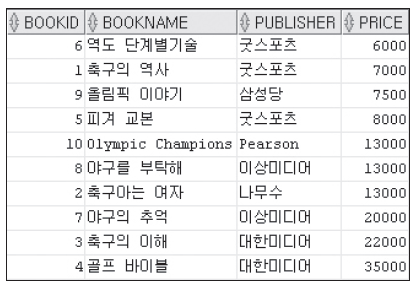 BOOKID BOOKNAME PUBLISHER PRICE
6 역도 단계별기술 굿스포츠 6000
1 축구의 역사 굿스포츠 7000
9 올림픽 이야기 삼성당 7500
5 피겨 교본 굿스포츠 8000
10 Olympic Champions Pearson 13000
8 야구를 부탁해 이상미디어 13000
2 축구아는 여자 나무수 13000
7 야구의 추억 이상미디어 20000
3 축구의 이해 대한미디어 22000
4 골프 바이블 대한미디어 35000